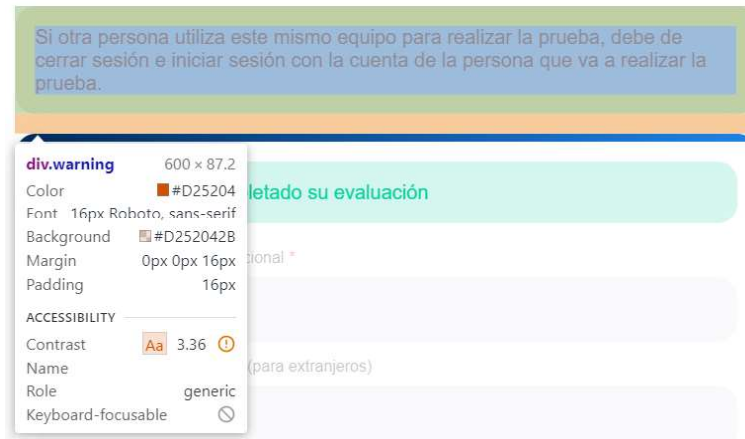 Si otra persona utiliza este mismo equipo para realizar la prueba, debe de
cerrar sesión e iniciar sesión con la cuenta de la persona que va a realizar la
prueba.
div.warning 600 × 87.2
Color #D25204
Font 16px Roboto, sans-serif
Background #D252042B
Margin 0px 0px 16px
Padding 16px
ACCESSIBILITY
Contrast Aa 3.36
Name
Role generic
Keyboard-focusable
letado su evaluación
cional *
(para extranjeros)